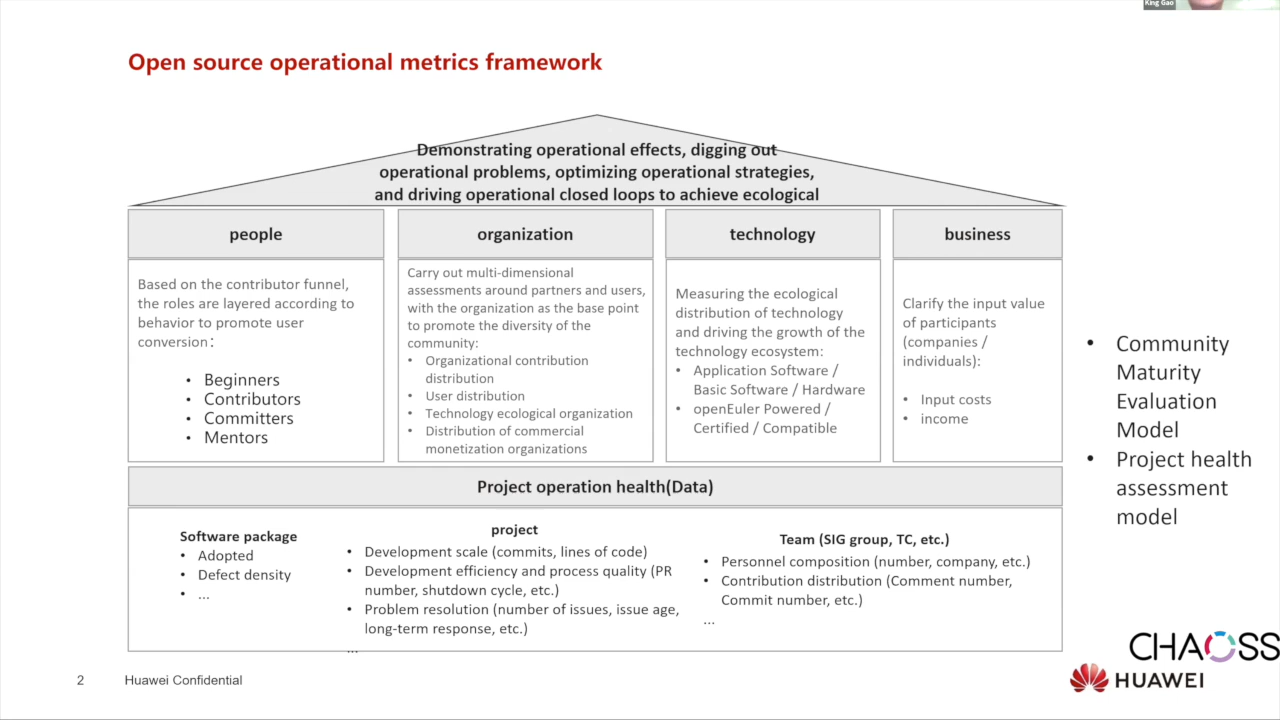 King Gao
Open source operational metrics framework
Demonstrating operational effects, digging out
operational problems, optimizing operational strategies,
and driving operational closed loops to achieve ecological
people
Based on the contributor funnel,
the roles are layered according to
behavior to promote user
conversion：
• Beginners
• Contributors
• Committers
• Mentors
organization
Carry out multi-dimensional
assessments around partners and users,
with the organization as the base point
to promote the diversity of the
community:
• Organizational contribution
distribution
• User distribution
• Technology ecological organization
• Distribution of commercial
monetization organizations
technology
Measuring the ecological
distribution of technology
and driving the growth of the
technology ecosystem:
• Application Software /
Basic Software / Hardware
• openEuler Powered /
Certified / Compatible
business
Clarify the input value
of participants
(companies /
individuals):
• Input costs
• income
• Community
Maturity
Evaluation
Model
• Project health
assessment
model
Project operation health(Data)
Software package
• Adopted
• Defect density
• ...
project
• Development scale (commits, lines of code)
• Development efficiency and process quality (PR
number, shutdown cycle, etc.)
• Problem resolution (number of issues, issue age,
long-term response, etc.)
...
Team (SIG group, TC, etc.)
• Personnel composition (number, company, etc.)
• Contribution distribution (Comment number,
Commit number, etc.)
...
CHAOSS
HUAWEI
2 Huawei Confidential